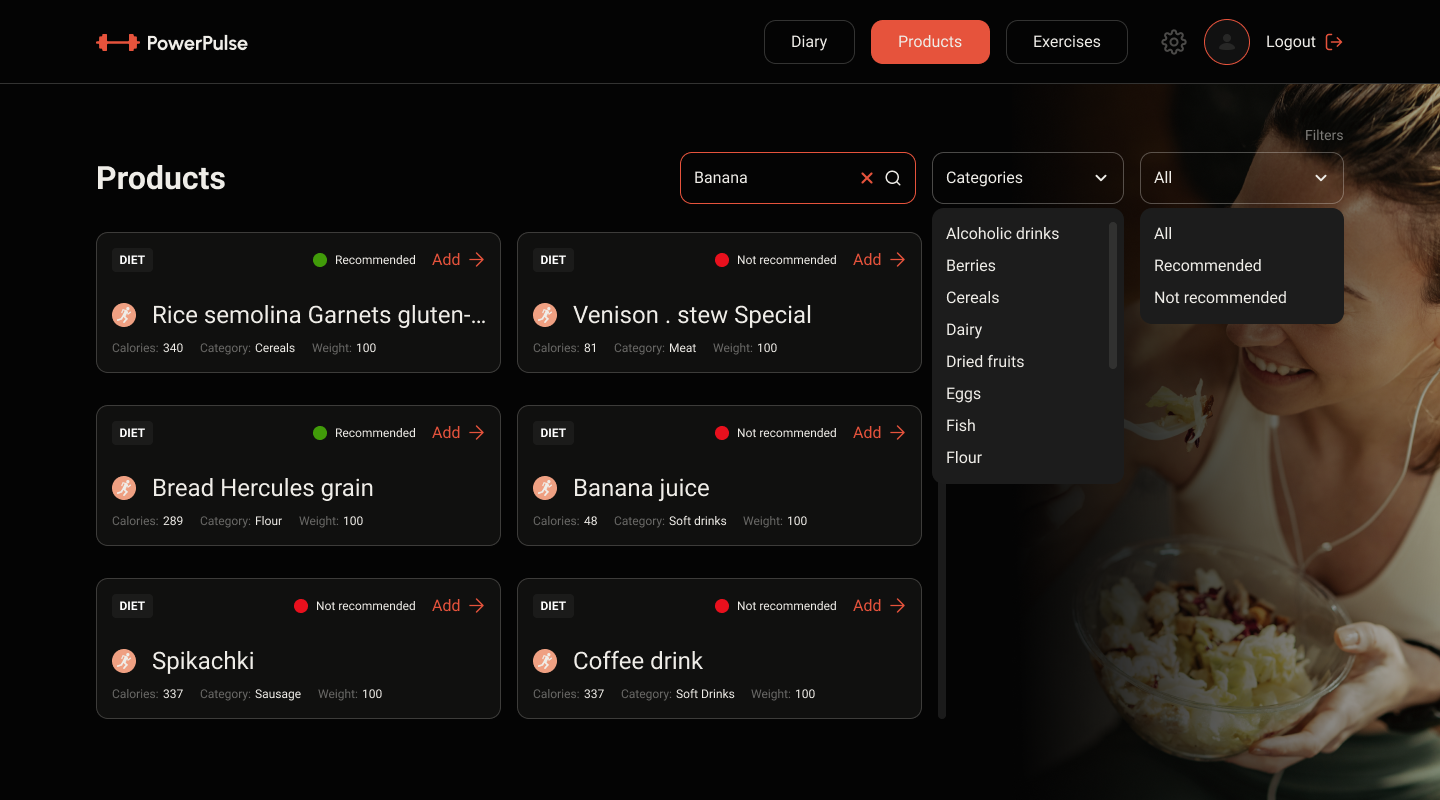 PowerPulse
Diary
Products
Exercises
Logout
Filters
Products
Banana
Categories
All
Alcoholic drinks
Berries
Cereals
Dairy
Dried fruits
Eggs
Fish
Flour
All
Recommended
Not recommended
DIET
Recommended
Add
Rice semolina Garnets gluten-...
Calories: 340 Category: Cereals Weight: 100
DIET
Not recommended
Add
Venison . stew Special
Calories: 81 Category: Meat Weight: 100
DIET
Recommended
Add
Bread Hercules grain
Calories: 289 Category: Flour Weight: 100
DIET
Not recommended
Add
Banana juice
Calories: 48 Category: Soft drinks Weight: 100
DIET
Not recommended
Add
Spikachki
Calories: 337 Category: Sausage Weight: 100
DIET
Not recommended
Add
Coffee drink
Calories: 337 Category: Soft Drinks Weight: 100